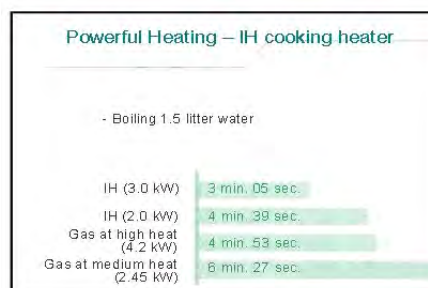 Powerful Heating – IH cooking heater
- Boiling 1.5 litter water
IH (3.0 kW) 3 min. 05 sec.
IH (2.0 kW) 4 min. 39 sec.
Gas at high heat
(4.2 kW) 4 min. 53 sec.
Gas at medium heat
(2.45 kW) 6 min. 27 sec.